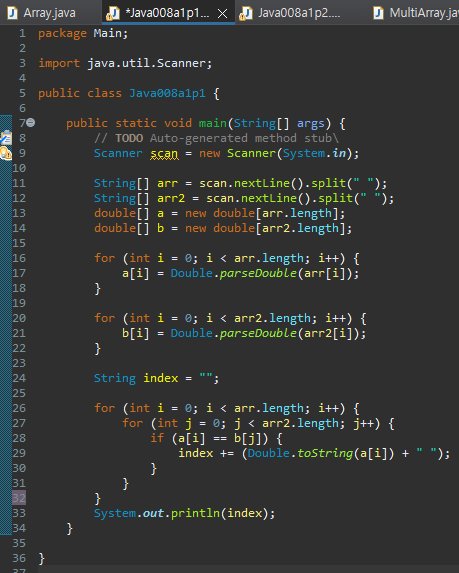 Array.java *Java008a1p1... Java008a1p2.... MultiArray.ja
1 package Main;
2
3 import java.util.Scanner;
4
5 public class Java008a1p1 {
6
7 public static void main(String[] args) {
8 // TODO Auto-generated method stub\
9 Scanner scan = new Scanner(System.in);
10
11 String[] arr = scan.nextLine().split(" ");
12 String[] arr2 = scan.nextLine().split(" ");
13 double[] a = new double[arr.length];
14 double[] b = new double[arr2.length];
15
16 for (int i = 0; i < arr.length; i++) {
17 a[i] = Double.parseDouble(arr[i]);
18 }
19
20 for (int i = 0; i < arr2.length; i++) {
21 b[i] = Double.parseDouble(arr2[i]);
22 }
23
24 String index = "";
25
26 for (int i = 0; i < arr.length; i++) {
27 for (int j = 0; j < arr2.length; j++) {
28 if (a[i] == b[j]) {
29 index += (Double.toString(a[i]) + " ");
30 }
31 }
32 }
33 System.out.println(index);
34 }
35
36 }
37